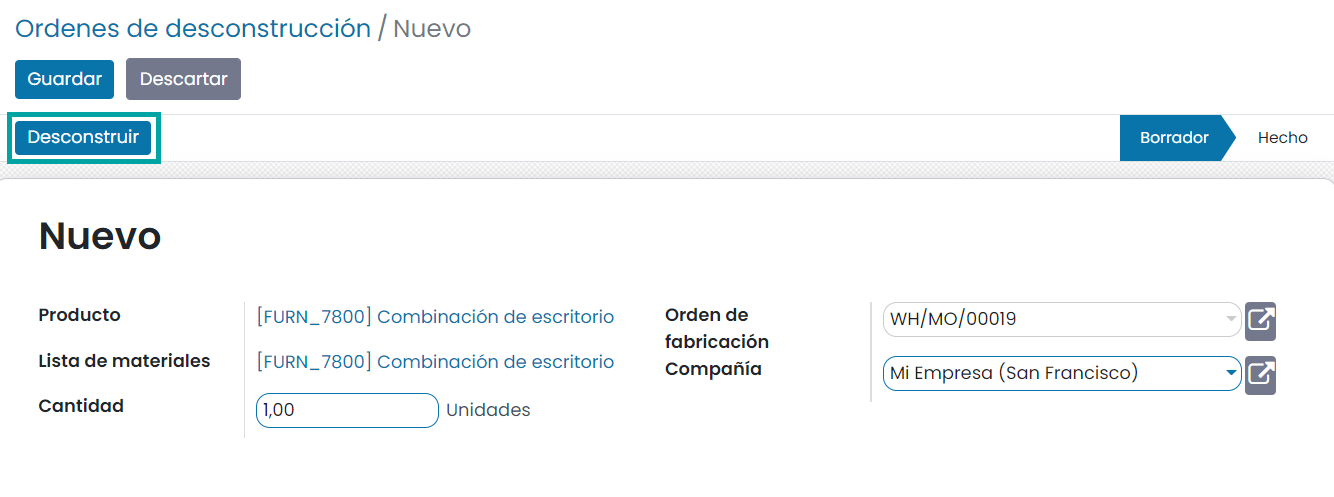 Ordenes de desconstrucción / Nuevo
Guardar Descartar
Desconstruir Borrador Hecho
Nuevo
Producto [FURN_7800] Combinación de escritorio
Lista de materiales [FURN_7800] Combinación de escritorio
Cantidad 1,00 Unidades
Orden de
fabricación WH/MO/00019
Compañía Mi Empresa (San Francisco)